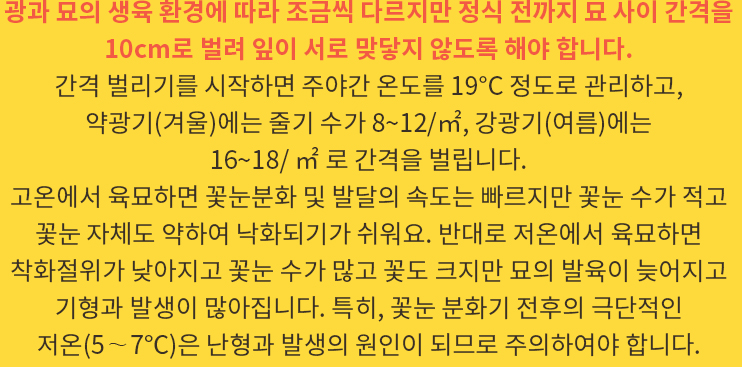 광과 묘의 생육 환경에 따라 조금씩 다르지만 정식 전까지 묘 사이 간격을
10cm로 벌려 잎이 서로 맞닿지 않도록 해야 합니다.
간격 벌리기를 시작하면 주야간 온도를 19°C 정도로 관리하고,
약광기(겨울)에는 줄기 수가 8~12/㎡, 강광기(여름)에는
16~18/ ㎡ 로 간격을 벌립니다.
고온에서 육묘하면 꽃눈분화 및 발달의 속도는 빠르지만 꽃눈 수가 적고
꽃눈 자체도 약하여 낙화되기가 쉬워요. 반대로 저온에서 육묘하면
착화절위가 낮아지고 꽃눈 수가 많고 꽃도 크지만 묘의 발육이 늦어지고
기형과 발생이 많아집니다. 특히, 꽃눈 분화기 전후의 극단적인
저온(5～7℃)은 난형과 발생의 원인이 되므로 주의하여야 합니다.